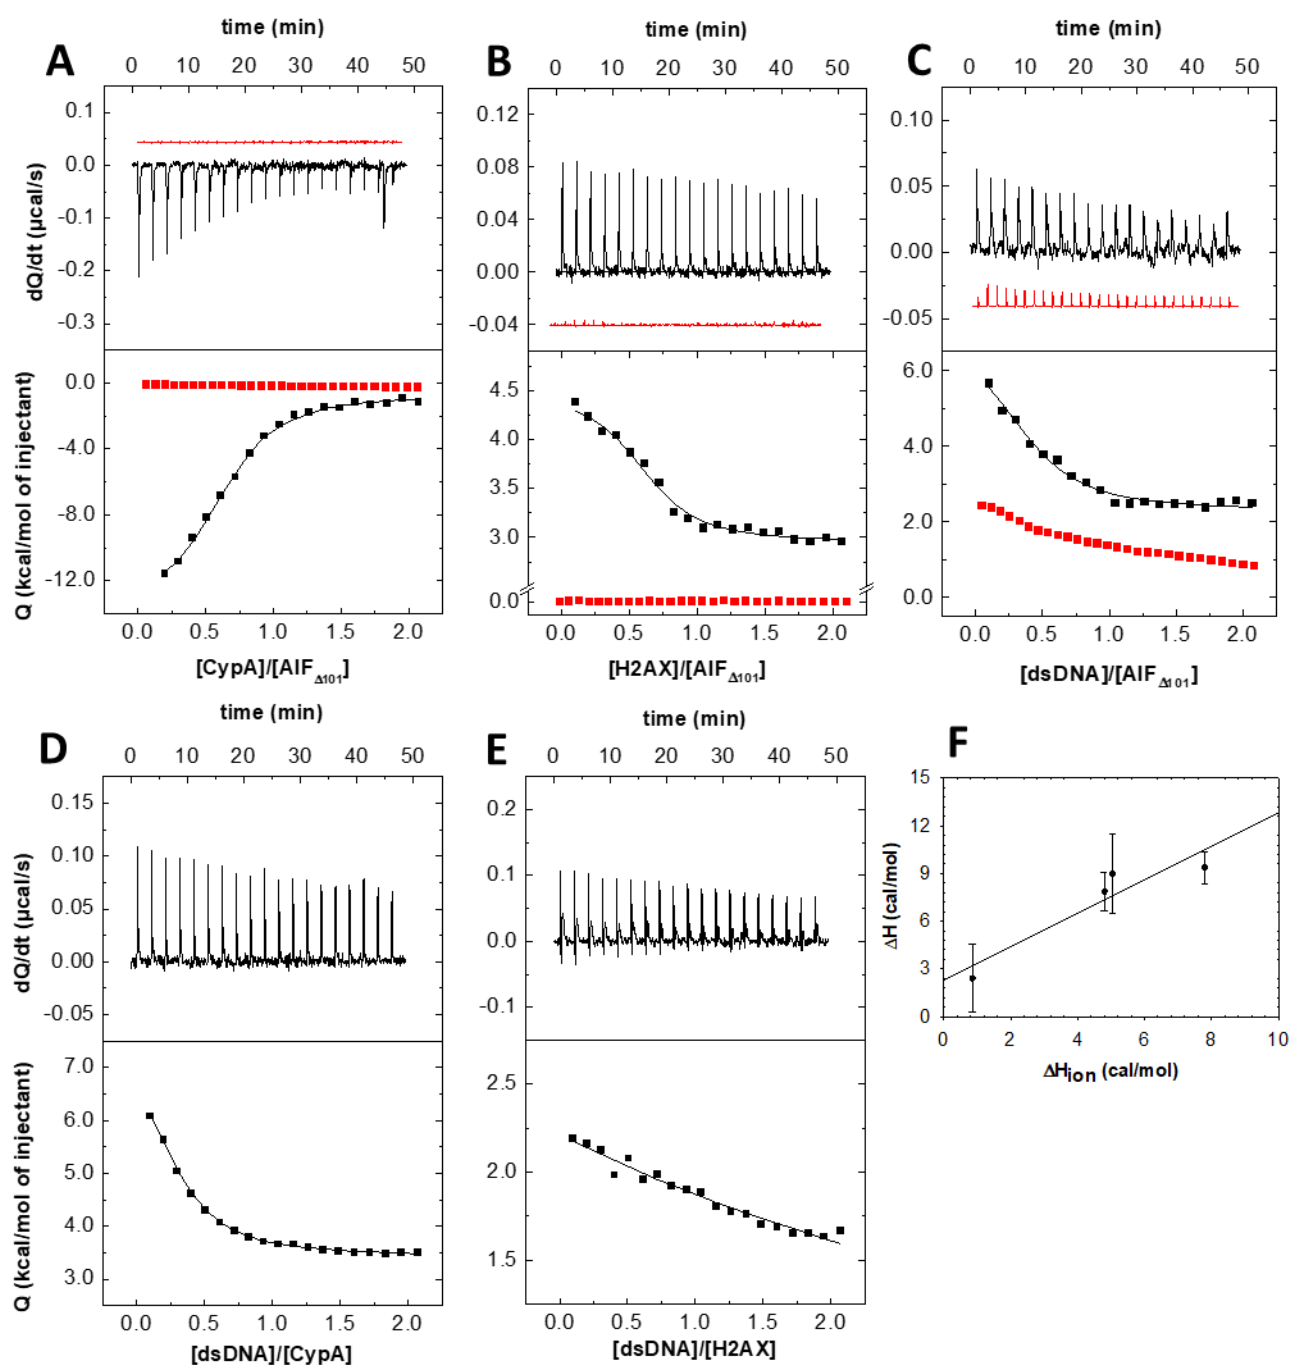 A
time (min)
0 10 20 30 40 50
0.1
0.0
-0.1
-0.2
-0.3
dQ/dt (µcal/s)
0.0
-4.0
-8.0
-12.0
Q (kcal/mol of injectant)
0.0 0.5 1.0 1.5 2.0
[CypA]/[AIFΔ101]
B
time (min)
0 10 20 30 40 50
0.12
0.08
0.04
0.00
-0.04
4.5
4.0
3.5
3.0
0.0
0.0 0.5 1.0 1.5 2.0
[H2AX]/[AIFΔ101]
C
time (min)
0 10 20 30 40 50
0.10
0.05
0.00
-0.05
6.0
4.0
2.0
0.0
0.0 0.5 1.0 1.5 2.0
[dsDNA]/[AIFΔ101]
D
time (min)
0 10 20 30 40 50
0.15
0.10
0.05
0.00
-0.05
dQ/dt (µcal/s)
7.0
6.0
5.0
4.0
3.0
Q (kcal/mol of injectant)
0.0 0.5 1.0 1.5 2.0
[dsDNA]/[CypA]
E
time (min)
0 10 20 30 40 50
0.2
0.1
0.0
-0.1
2.5
2.0
1.5
0.0 0.5 1.0 1.5 2.0
[dsDNA]/[H2AX]
F
15
12
9
6
3
0
ΔH (cal/mol)
0 2 4 6 8 10
ΔHion (cal/mol)